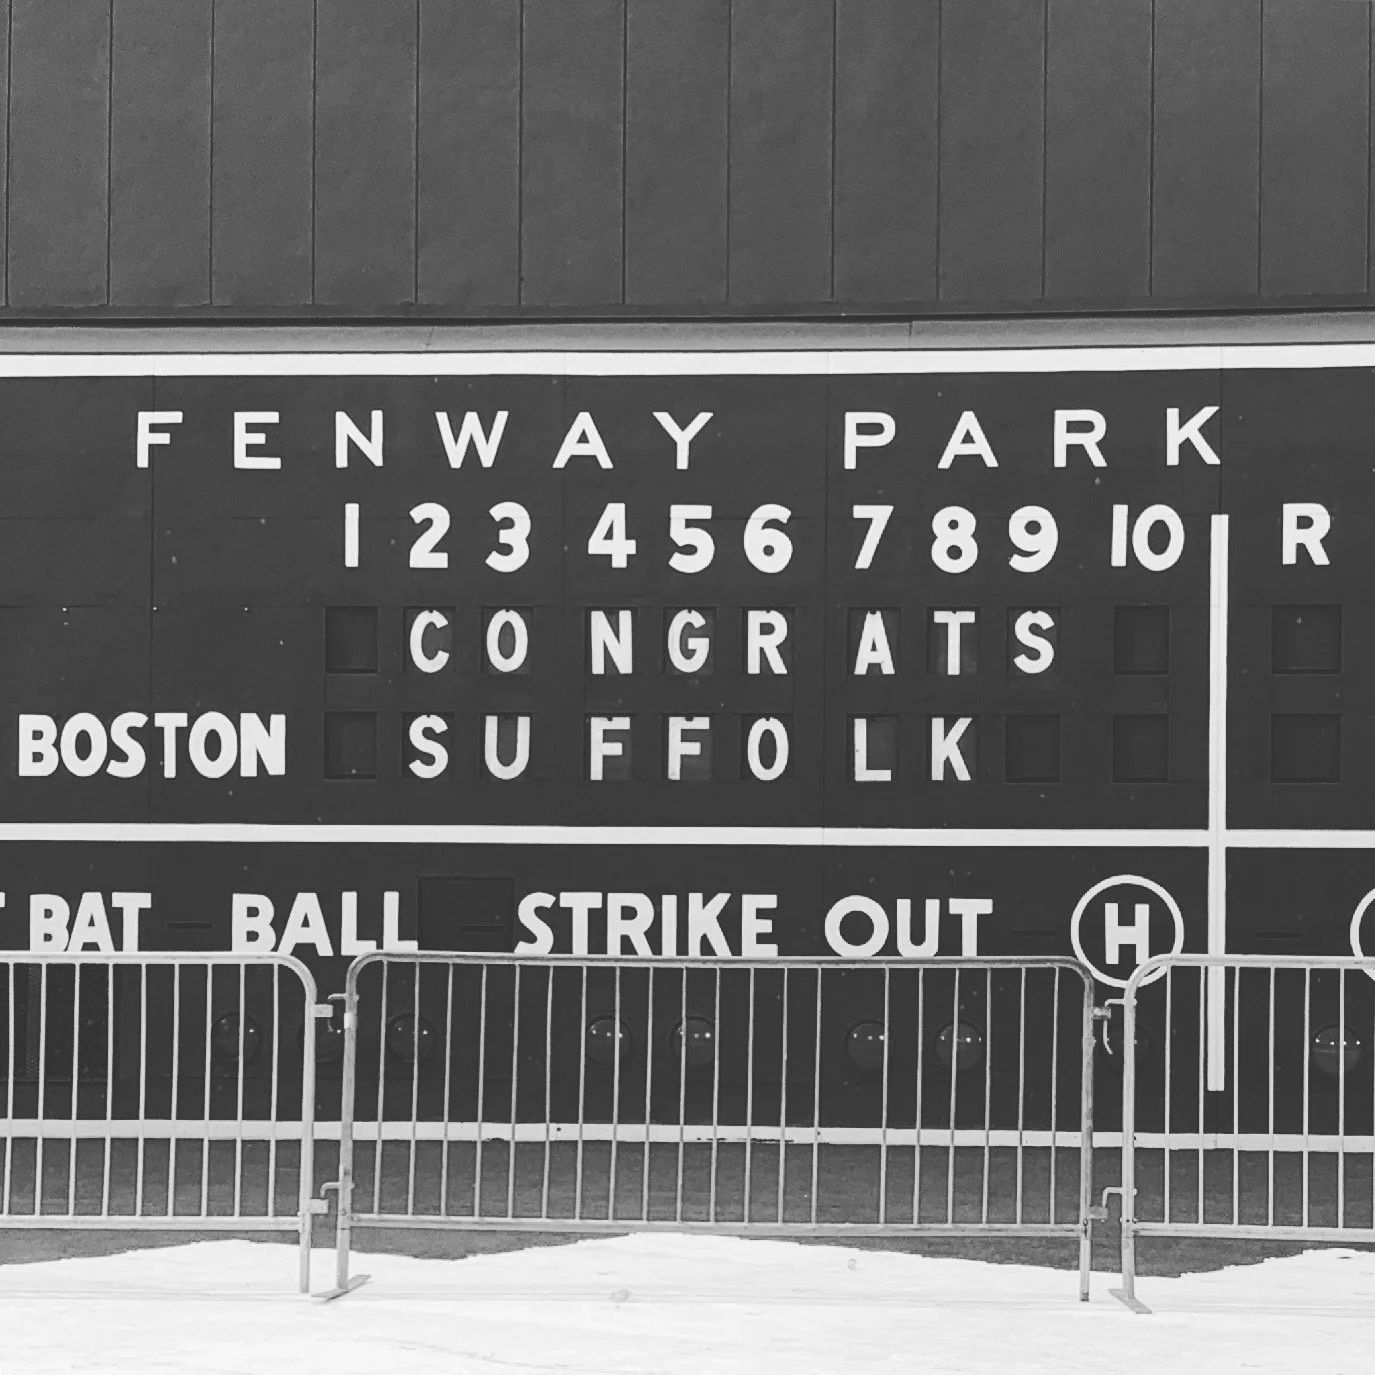 FENWAY PARK
1 2 3 4 5 6 7 8 9 10 R
CONGRATS
BOSTON SUFFOLK
BAT BALL STRIKE OUT H